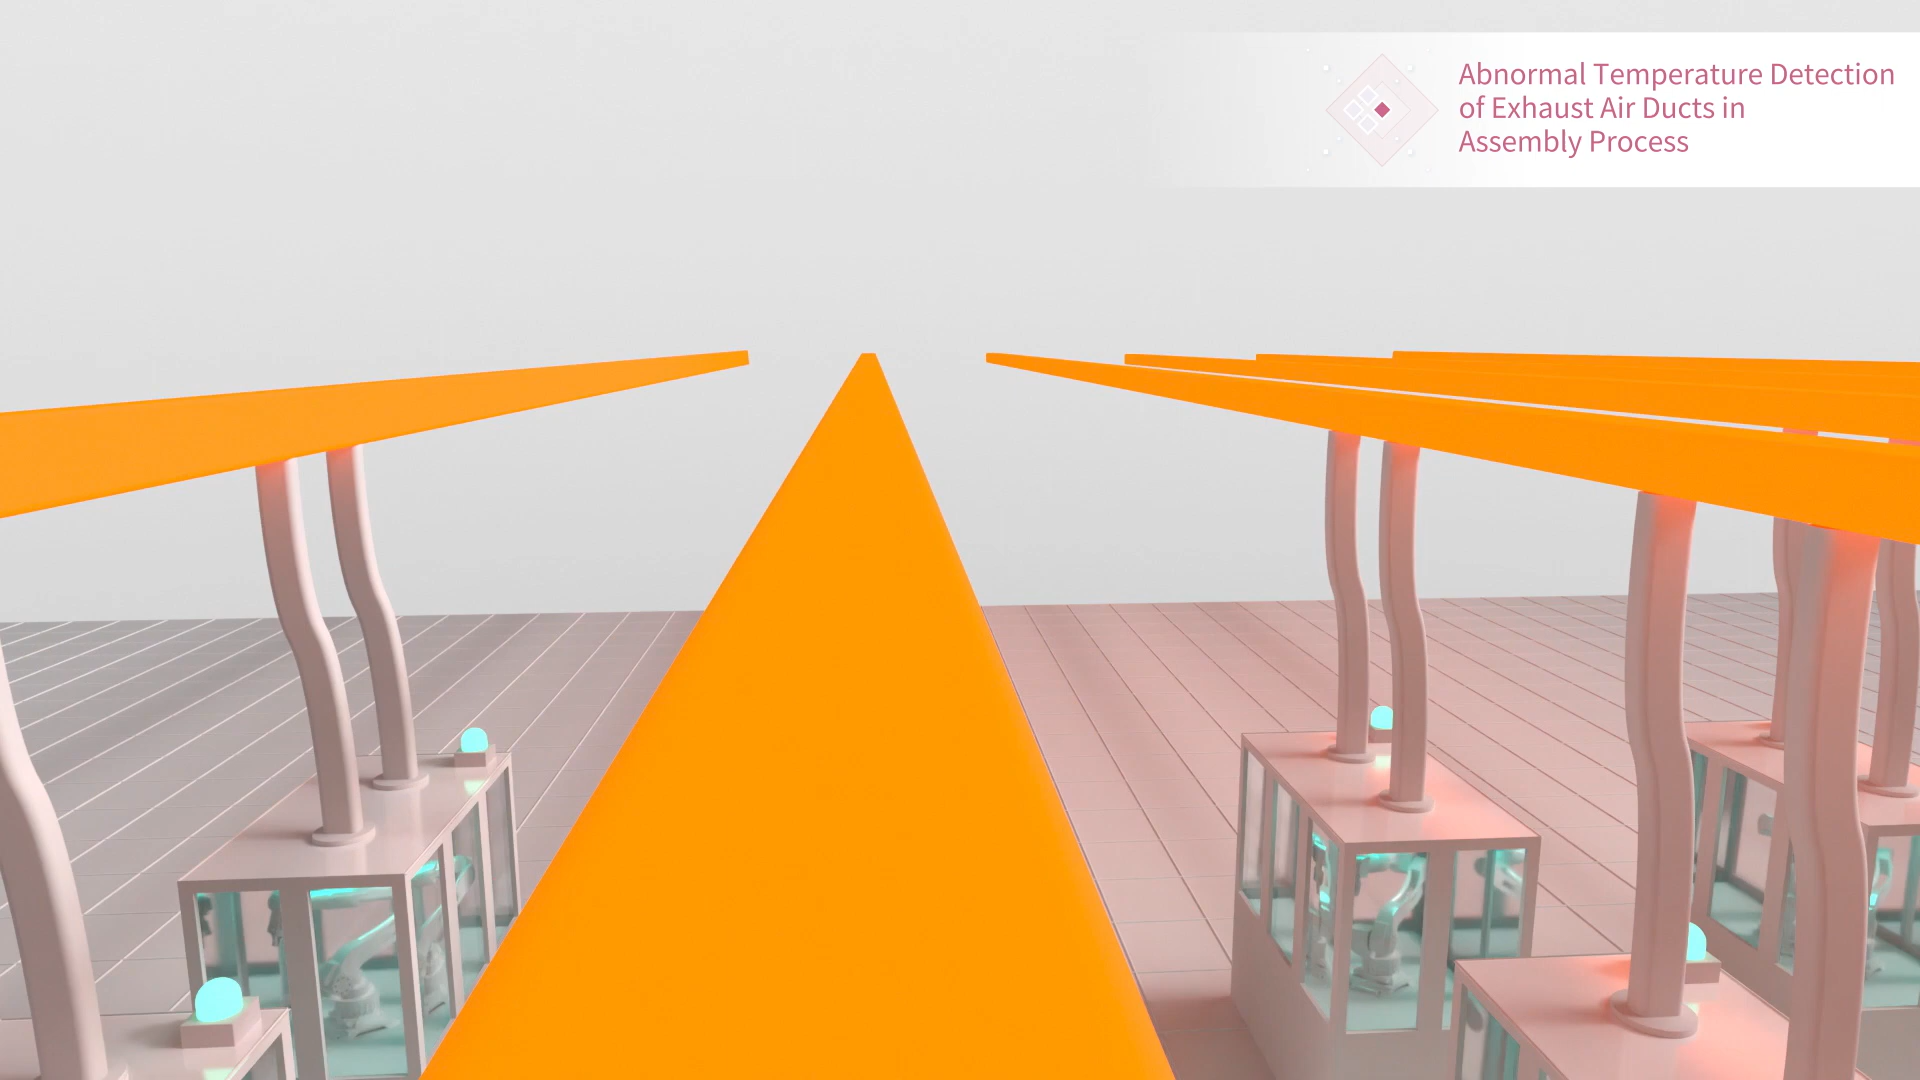 Abnormal Temperature Detection
of Exhaust Air Ducts in
Assembly Process